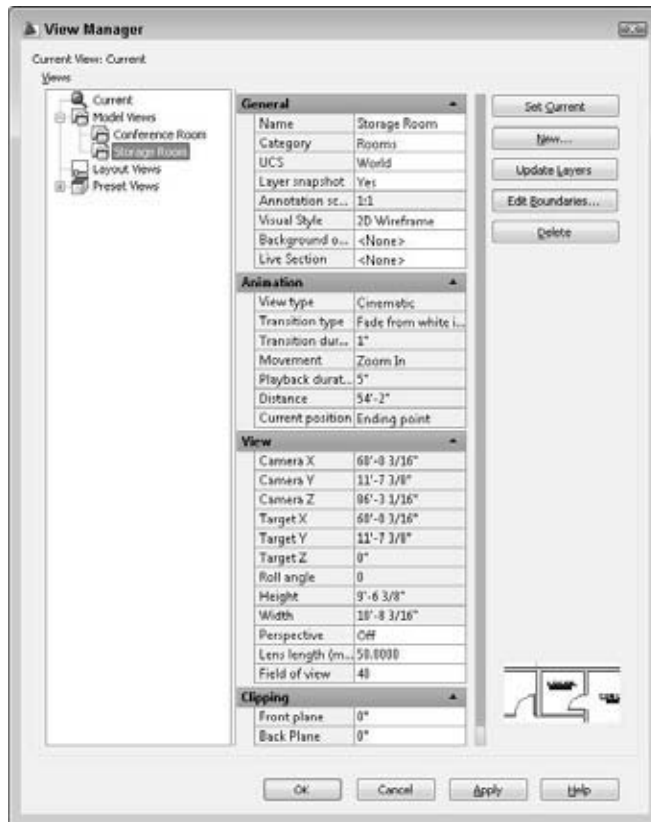 View Manager
Current View: Current
Views
Current
Model Views
Conference Room
Storage Room
Layout Views
Preset Views
General
Name Storage Room
Category Rooms
UCS World
Layer snapshot Yes
Annotation sc... 1:1
Visual Style 2D Wireframe
Background o... <None>
Live Section <None>
Animation
View type Cinematic
Transition type Fade from white i...
Transition dur... 1"
Movement Zoom In
Playback durat... 5"
Distance 54'-2"
Current position Ending point
View
Camera X 60'-8 3/16"
Camera Y 11'-7 3/8"
Camera Z 86'-3 1/16"
Target X 60'-8 3/16"
Target Y 11'-7 3/8"
Target Z 0"
Roll angle 0
Height 9'-6 3/8"
Width 10'-8 3/16"
Perspective Off
Lens length (m... 50.0000
Field of view 40
Clipping
Front plane 0"
Back Plane 0"
Set Current
New...
Update Layers
Edit Boundaries...
Delete
OK
Cancel
Apply
Help